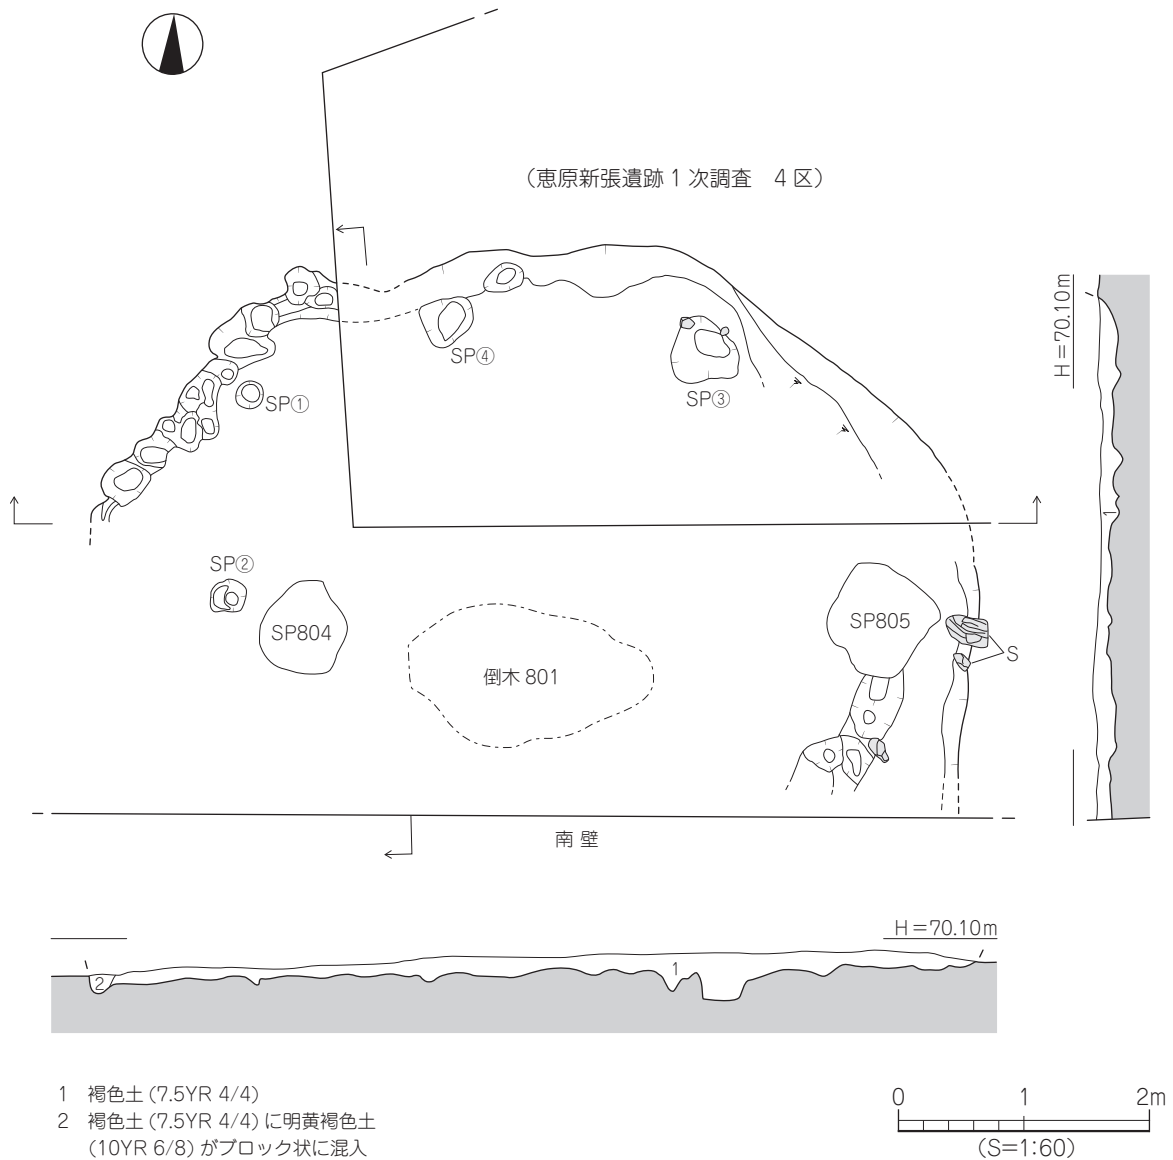 （恵原新張遺跡 1 次調査　4 区）
H＝70.10m
SP④
SP③
SP①
1
SP②
SP804
SP805
S
倒木 801
南 壁
H＝70.10m
1
2
1　褐色土 (7.5YR 4/4)
2　褐色土 (7.5YR 4/4) に明黄褐色土
(10YR 6/8) がブロック状に混入
0　1　2m
(S=1:60)